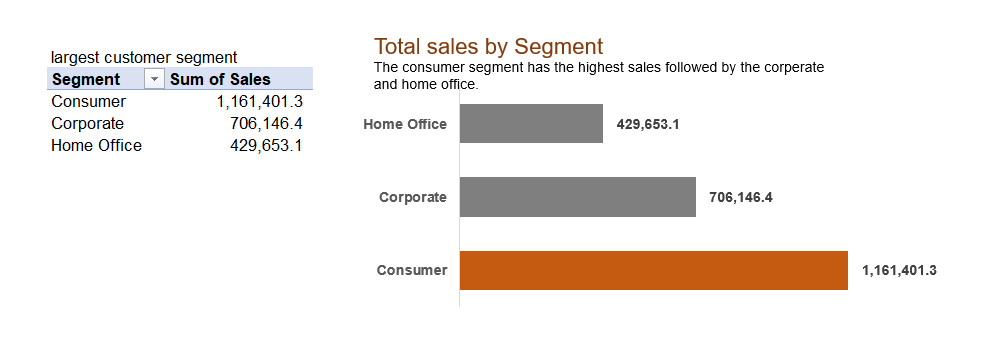 largest customer segment
Segment Sum of Sales
Consumer 1,161,401.3
Corporate 706,146.4
Home Office 429,653.1
Total sales by Segment
The consumer segment has the highest sales followed by the corperate
and home office.
Home Office 429,653.1
Corporate 706,146.4
Consumer 1,161,401.3